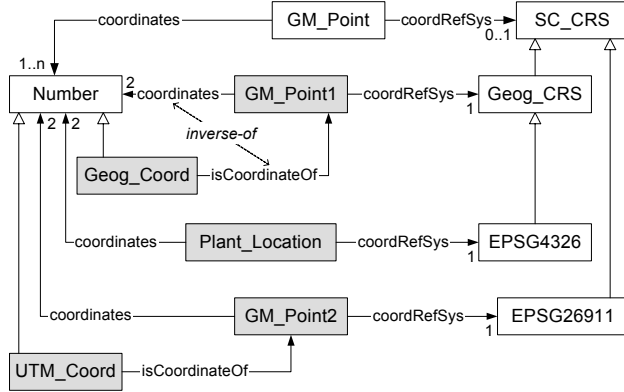 coordinates GM_Point coordRefSys SC_CRS
0..1
1..n
Number 2 coordinates GM_Point1 coordRefSys Geog_CRS
1
2 2 inverse-of
Geog_Coord isCoordinateOf
coordinates Plant_Location coordRefSys EPSG4326
1
coordinates GM_Point2 coordRefSys EPSG26911
1
UTM_Coord isCoordinateOf